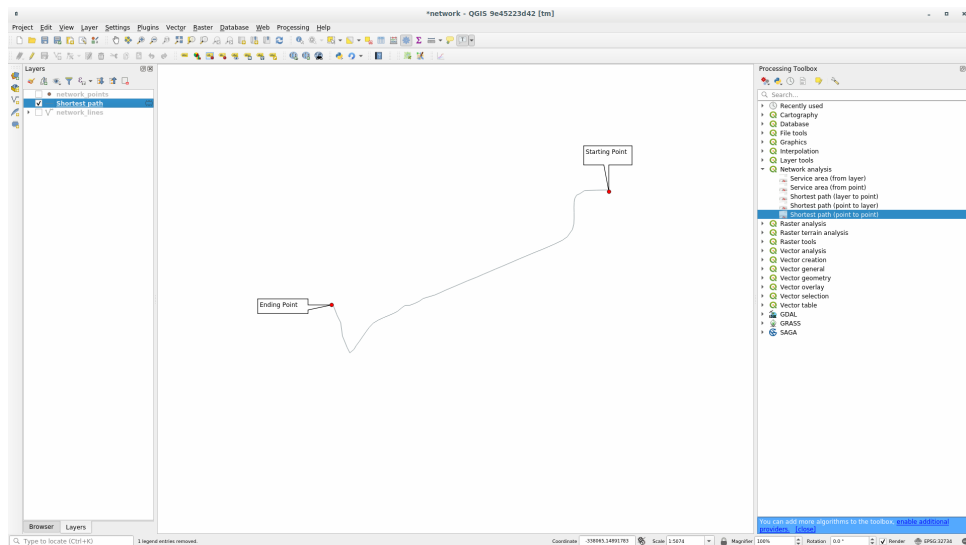 *network - QGIS 9e45223d42 [tm]
Project Edit View Layer Settings Plugins Vector Raster Database Web Processing Help
Layers
network_points
Shortest path
network_lines
Starting Point
Ending Point
Processing Toolbox
Search...
Recently used
Cartography
Database
File tools
Graphics
Interpolation
Layer tools
Network analysis
Service area (from layer)
Service area (from point)
Shortest path (layer to point)
Shortest path (point to layer)
Shortest path (point to point)
Raster analysis
Raster terrain analysis
Raster tools
Vector analysis
Vector creation
Vector general
Vector geometry
Vector overlay
Vector selection
Vector table
GDAL
GRASS
SAGA
You can add more algorithms to the toolbox, enable additional
providers. [close]
Browser Layers
Type to locate (Ctrl+K) 1 legend entries removed. Coordinate -338065,14891783 Scale 1:5074 Magnifier 100% Rotation 0.0 ° Render EPSG:32734